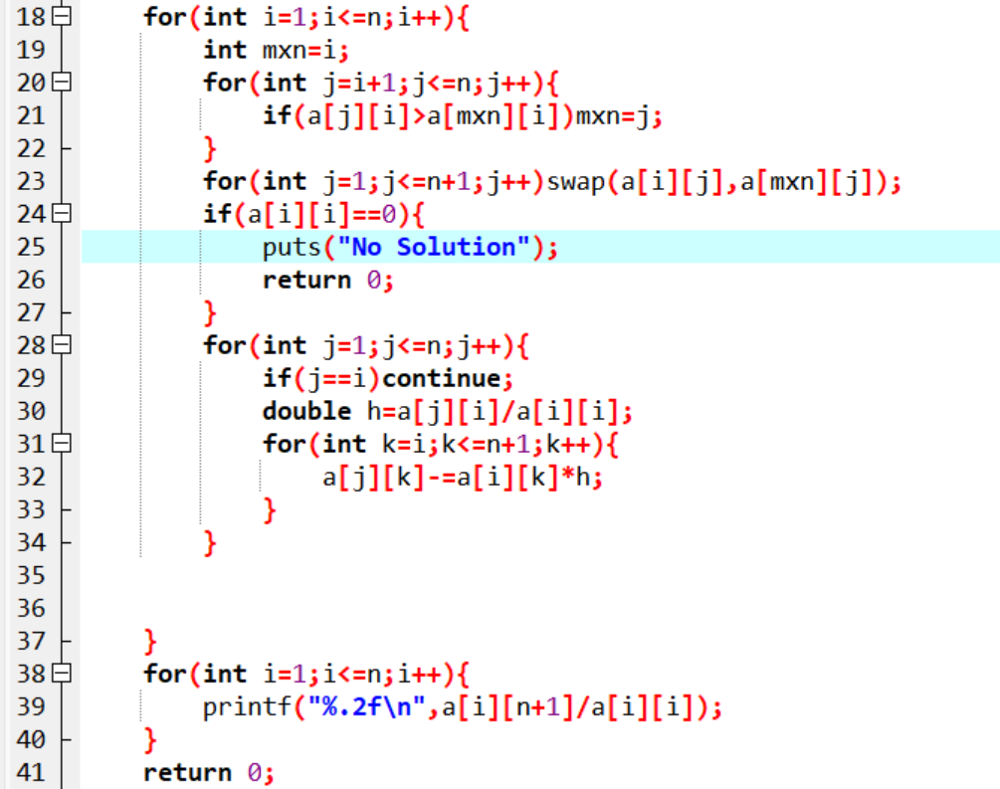 18 for(int i=1;i<=n;i++){
19 int mxn=i;
20 for(int j=i+1;j<=n;j++){
21 if(a[j][i]>a[mxn][i])mxn=j;
22 }
23 for(int j=1;j<=n+1;j++)swap(a[i][j],a[mxn][j]);
24 if(a[i][i]==0){
25 puts("No Solution");
26 return 0;
27 }
28 for(int j=1;j<=n;j++){
29 if(j==i)continue;
30 double h=a[j][i]/a[i][i];
31 for(int k=i;k<=n+1;k++){
32 a[j][k]-=a[i][k]*h;
33 }
34 }
35
36
37 }
38 for(int i=1;i<=n;i++){
39 printf("%.2f\n",a[i][n+1]/a[i][i]);
40 }
41 return 0;